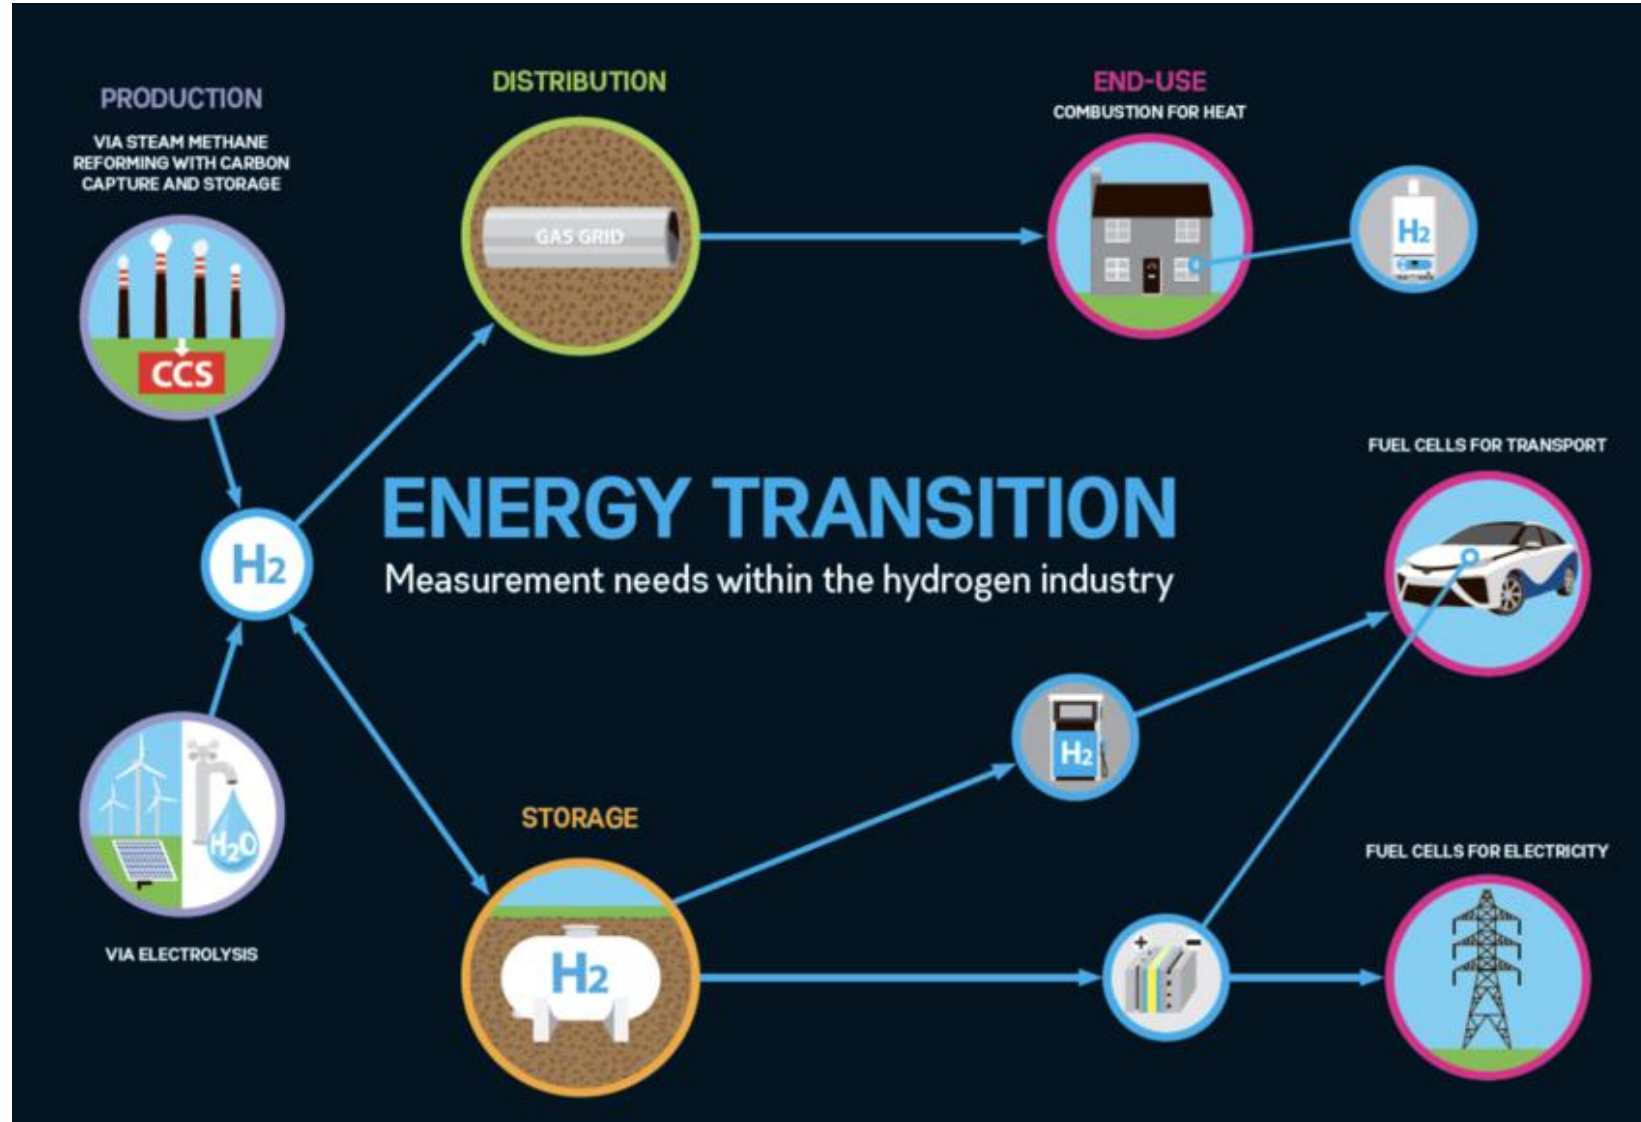 PRODUCTION
VIA STEAM METHANE
REFORMING WITH CARBON
CAPTURE AND STORAGE
CCS
H2
H2O
VIA ELECTROLYSIS
DISTRIBUTION
GAS GRID
END-USE
COMBUSTION FOR HEAT
H2
ENERGY TRANSITION
Measurement needs within the hydrogen industry
FUEL CELLS FOR TRANSPORT
H2
STORAGE
H2
+ −
FUEL CELLS FOR ELECTRICITY